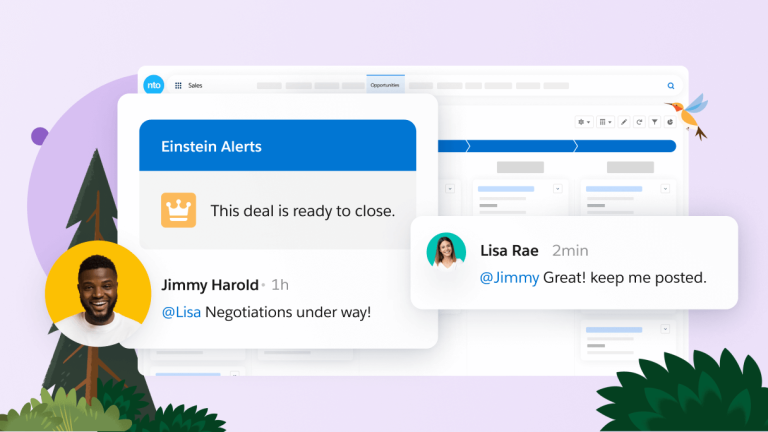 nto
Sales
Opportunities
Einstein Alerts
This deal is ready to close.
Jimmy Harold • 1h
@Lisa Negotiations under way!
Lisa Rae 2min
@Jimmy Great! keep me posted.